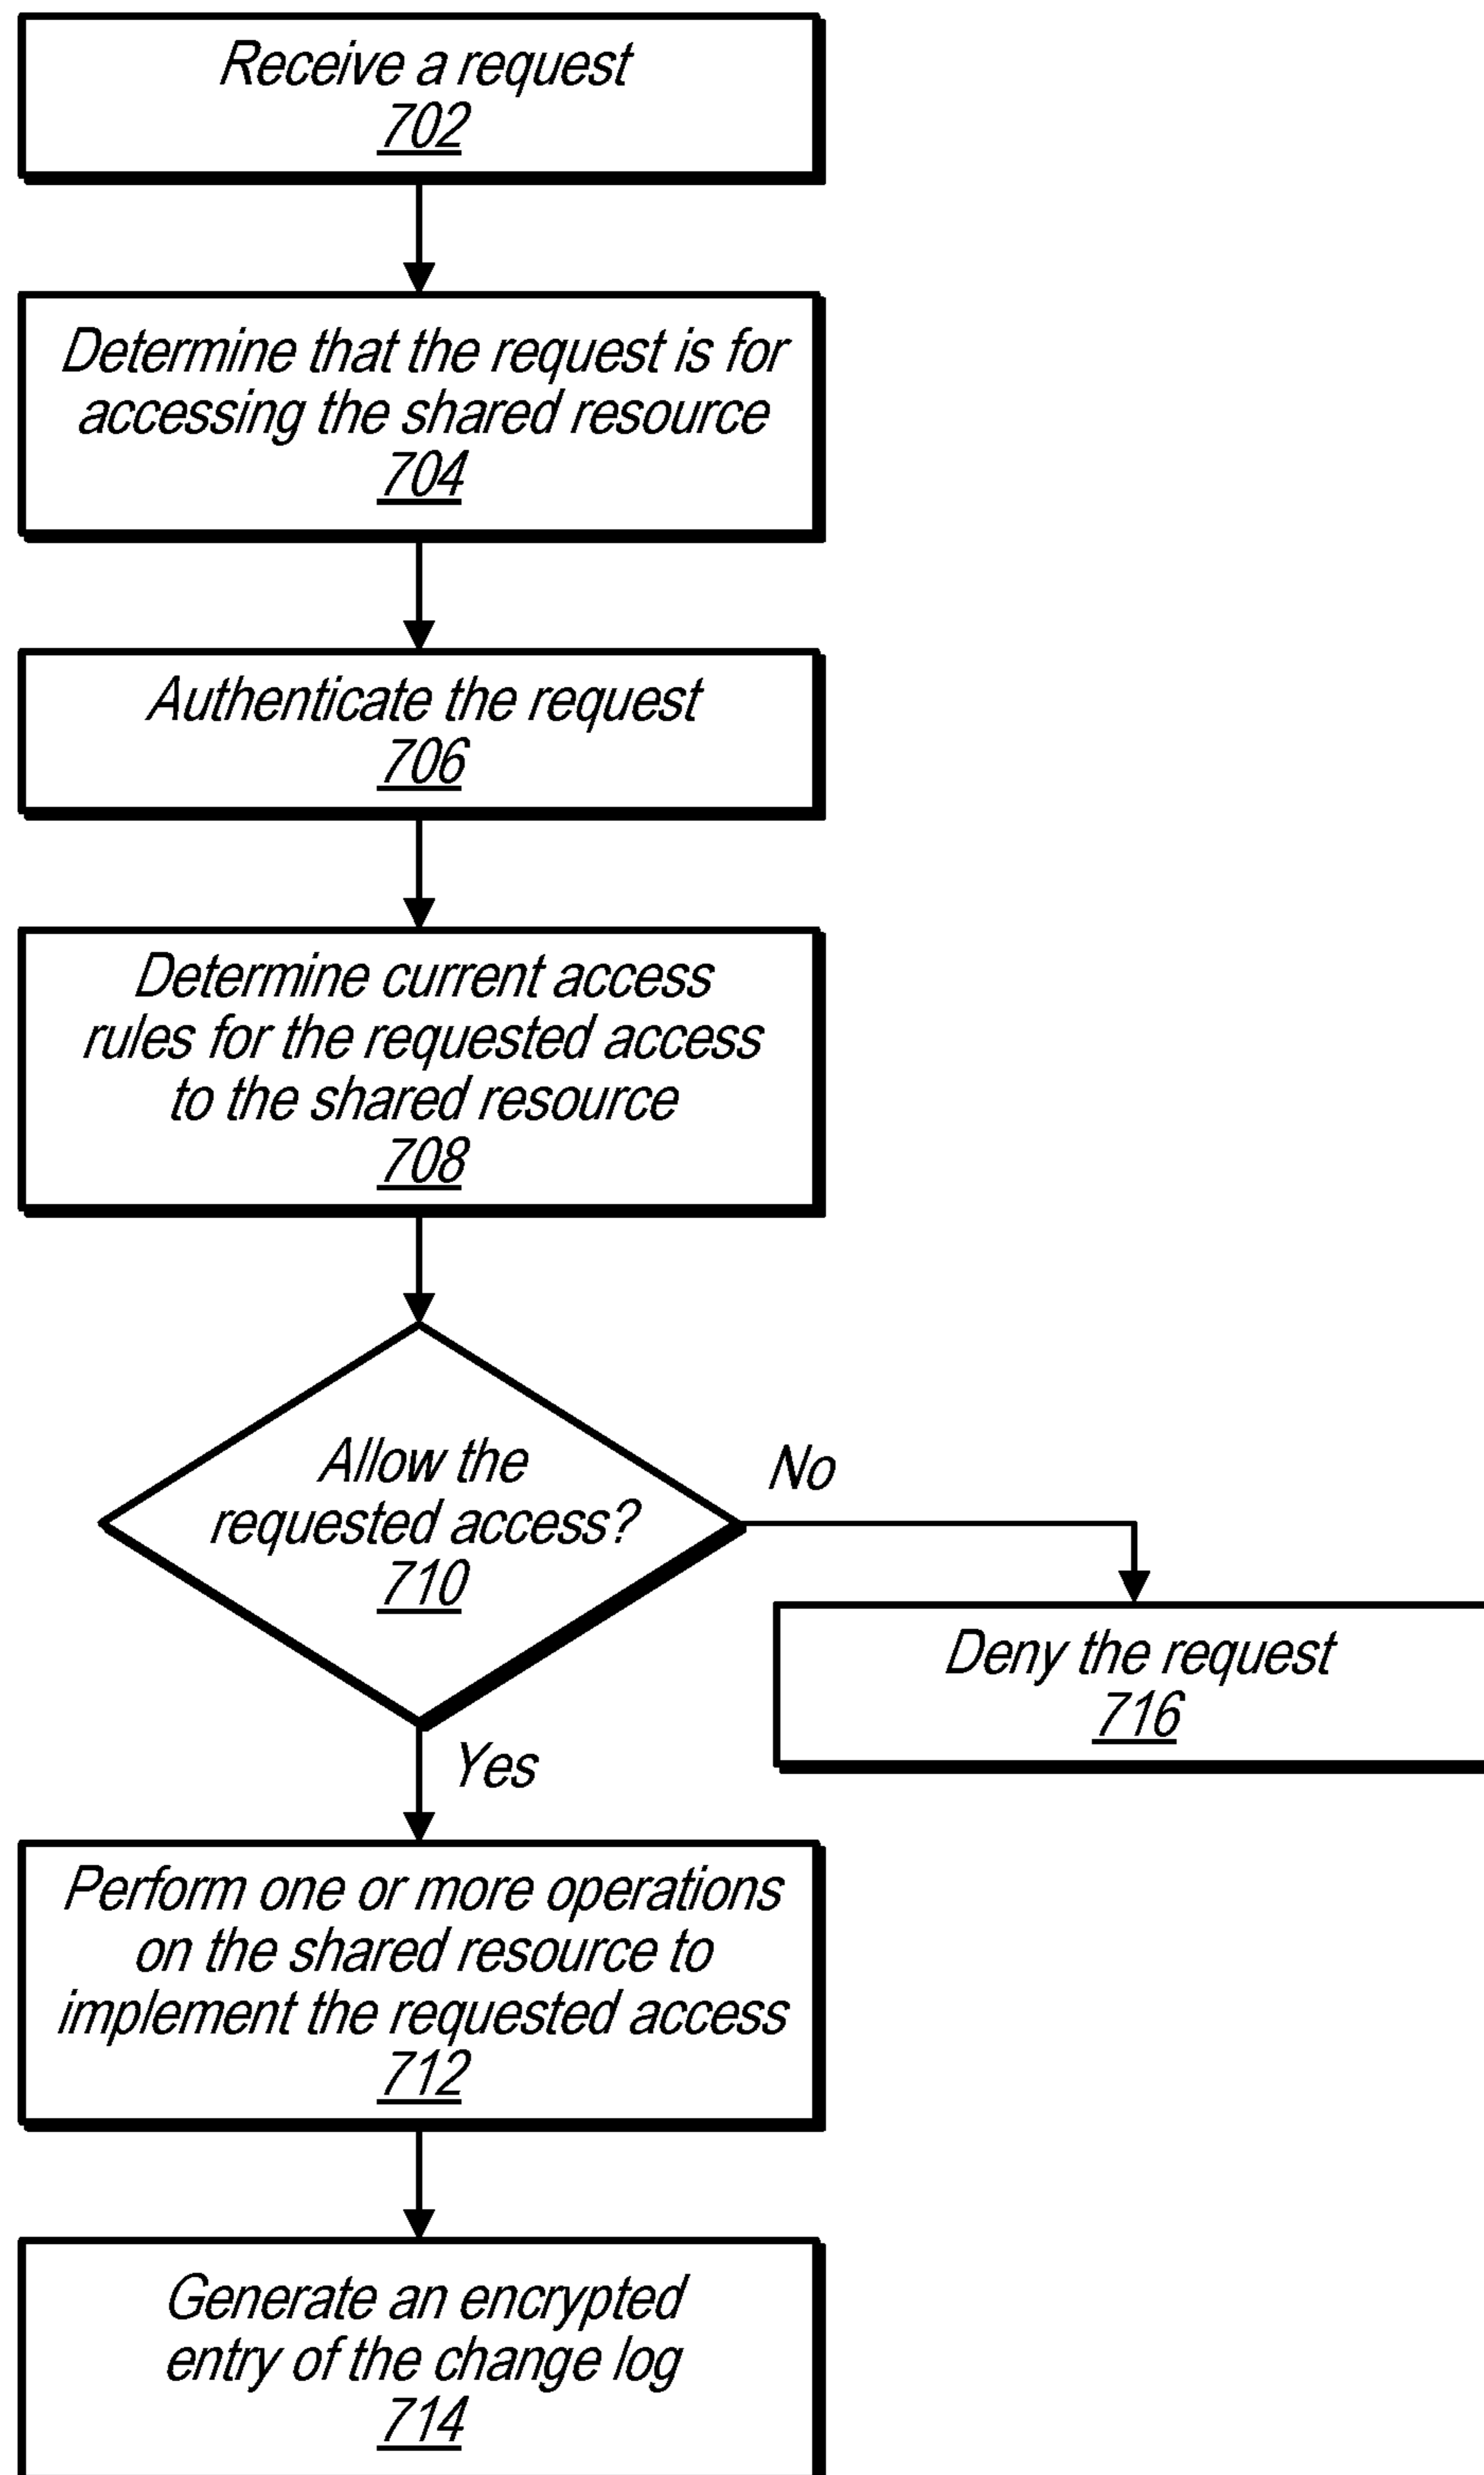 Receive a request
702
Determine that the request is for
accessing the shared resource
704
Authenticate the request
706
Determine current access
rules for the requested access
to the shared resource
708
Allow the
requested access?
710
No
Deny the request
716
Yes
Perform one or more operations
on the shared resource to
implement the requested access
712
Generate an encrypted
entry of the change log
714